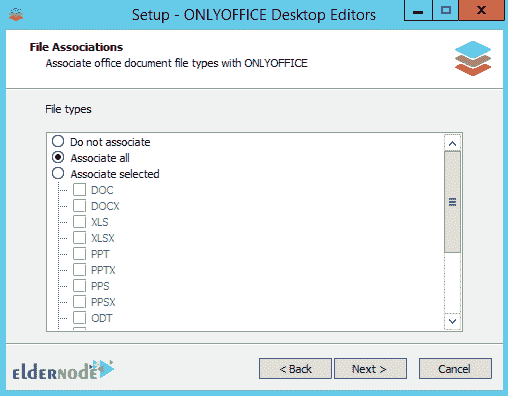 Setup - ONLYOFFICE Desktop Editors
File Associations
Associate office document file types with ONLYOFFICE
File types
Do not associate
Associate all
Associate selected
DOC
DOCX
XLS
XLSX
PPT
PPTX
PPS
PPSX
ODT
ELDERNODE
< Back
Next >
Cancel